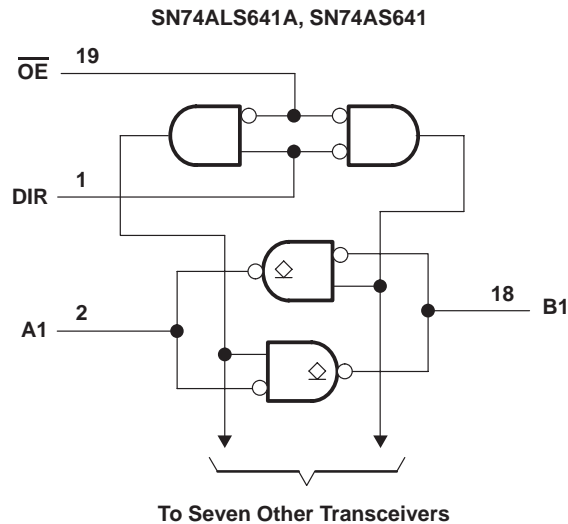 SN74ALS641A, SN74AS641
OE 19
DIR 1
A1 2
18 B1
To Seven Other Transceivers